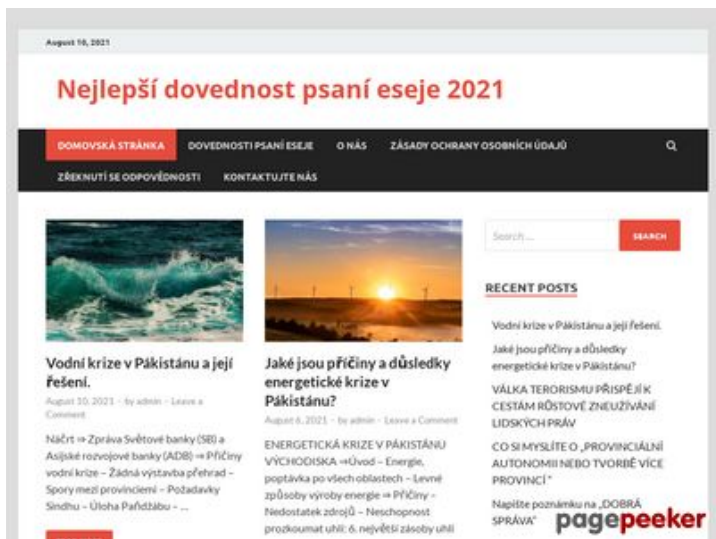 August 10, 2021
Nejlepší dovednost psaní eseje 2021
DOMOVSKÁ STRÁNKA DOVEDNOSTI PSANÍ ESEJE O NÁS ZÁSADY OCHRANY OSOBNÍCH ÚDAJŮ
ZŘEKNUTÍ SE ODPOVĚDNOSTI KONTAKTUJTE NÁS
Vodní krize v Pákistánu a její
řešení.
August 10, 2021 - by admin - Leave a
Comment
Náčrt ⇒ Zpráva Světové banky (SB) a
Asijské rozvojové banky (ADB) ⇒ Příčiny
vodní krize – Žádná výstavba přehrad –
Spory mezi provinciemi – Požadavky
Sindhu – Úloha Paňdžábu – ...
Jaké jsou příčiny a důsledky
energetické krize v
Pákistánu?
August 6, 2021 - by admin - Leave a Comment
ENERGETICKÁ KRIZE V PÁKISTÁNU
VÝCHODISKA ⇒Úvod – Energie,
poptávka po všech oblastech – Levné
způsoby výroby energie ⇒ Příčiny –
Nedostatek zdrojů – Neschopnost
prozkoumat uhlí: 6. největší zásoby uhlí
Search ... SEARCH
RECENT POSTS
Vodní krize v Pákistánu a její řešení.
Jaké jsou příčiny a důsledky
energetické krize v Pákistánu?
VÁLKA TERORISMU PŘISPĚJÍ K
CESTÁM RŮSTOVÉ ZNEUŽÍVÁNÍ
LIDSKÝCH PRÁV
CO SI MYSLÍTE O „PROVINCIÁLNÍ
AUTONOMII NEBO TVORBĚ VÍCE
PROVINCÍ"
Napište poznámku na „DOBRÁ
SPRÁVA"
pagepeeker